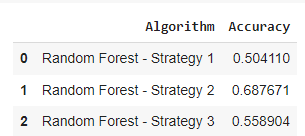 Algorithm Accuracy
0 Random Forest - Strategy 1 0.504110
1 Random Forest - Strategy 2 0.687671
2 Random Forest - Strategy 3 0.558904